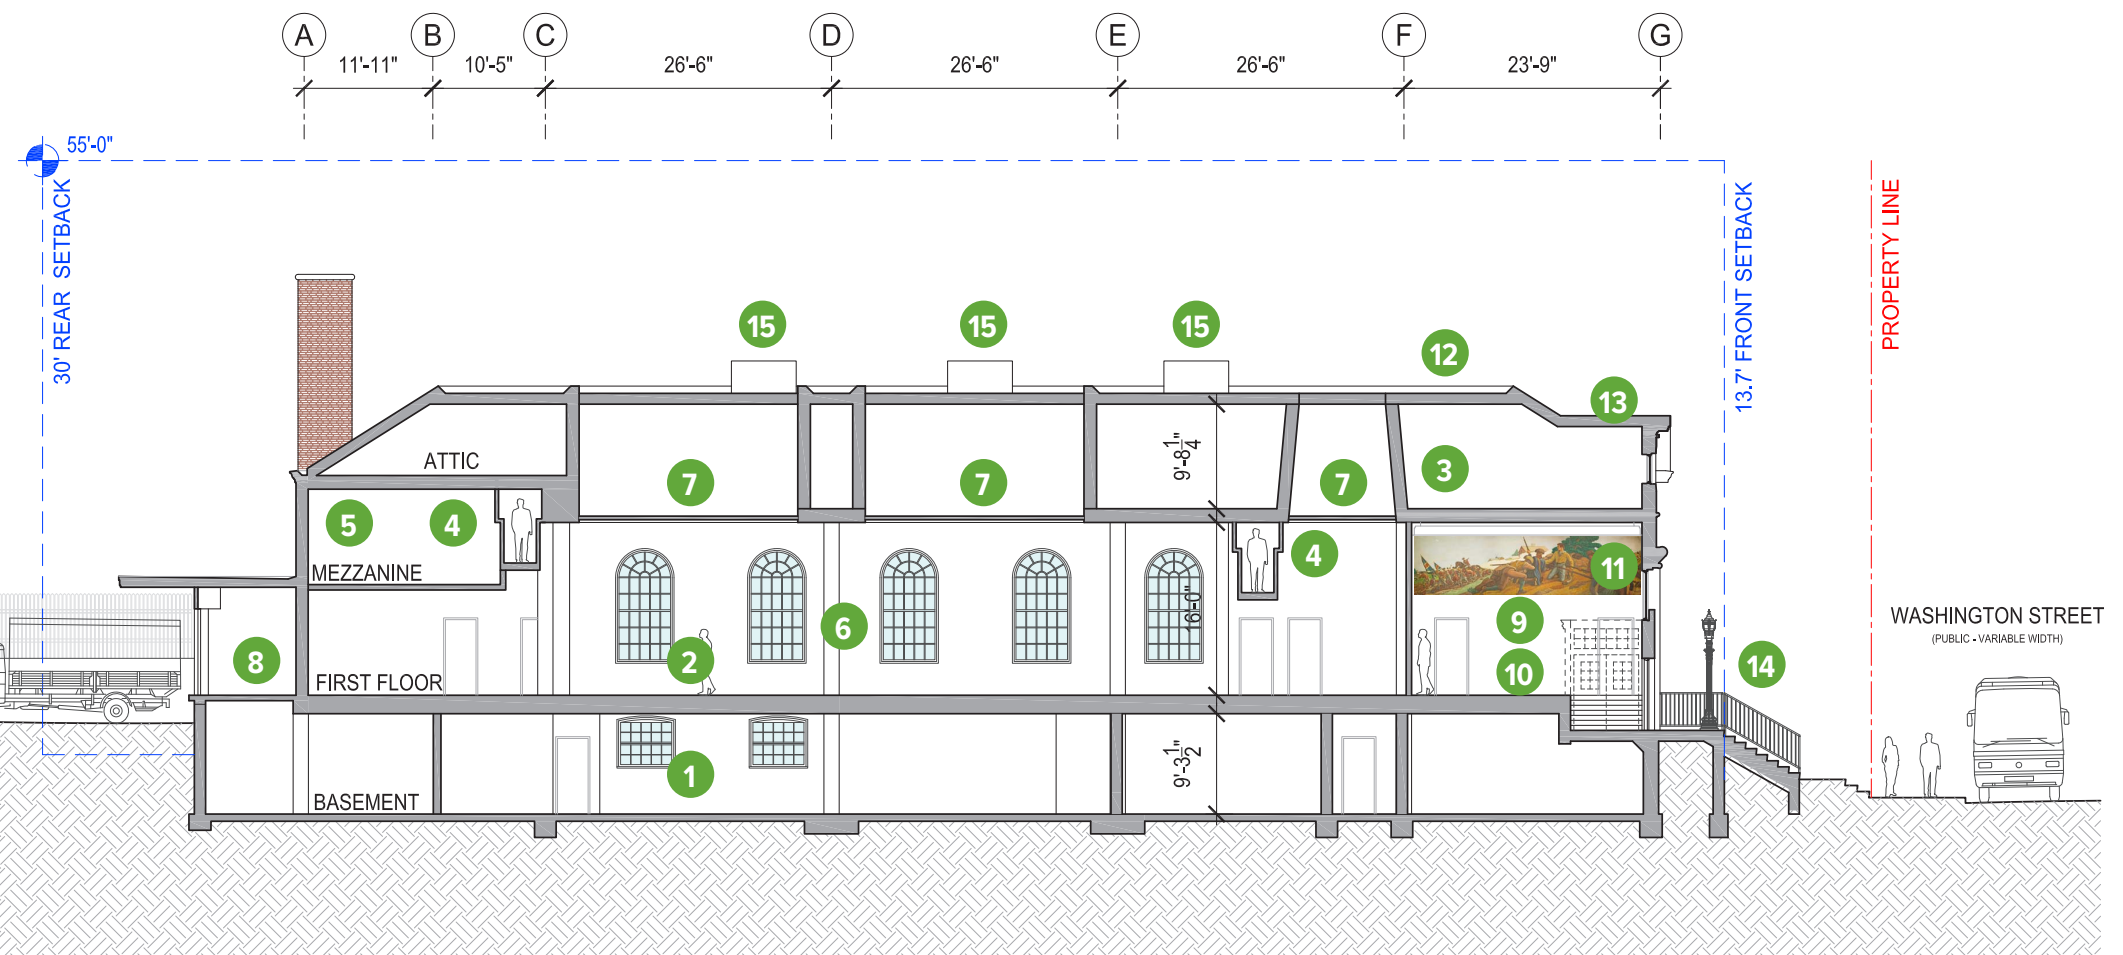 A B C D E F G
11'-11" 10'-5" 26'-6" 26'-6" 26'-6" 23'-9"
55'-0"
30' REAR SETBACK
13.7' FRONT SETBACK
PROPERTY LINE
15 15 15
12
13
ATTIC
9'-8 1/4"
7 7 7 3
5 4
4
11
MEZZANINE
16'-0"
6
9
WASHINGTON STREET
(PUBLIC - VARIABLE WIDTH)
8
2
10
14
FIRST FLOOR
9'-3 1/2"
1
BASEMENT